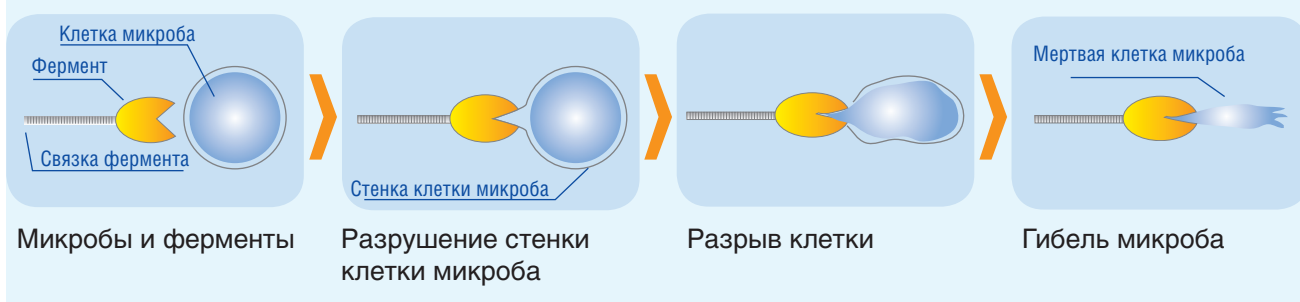 Клетка микроба
Фермент
Связка фермента
Микробы и ферменты
Стенка клетки микроба
Разрушение стенки
клетки микроба
Разрыв клетки
Мертвая клетка микроба
Гибель микроба